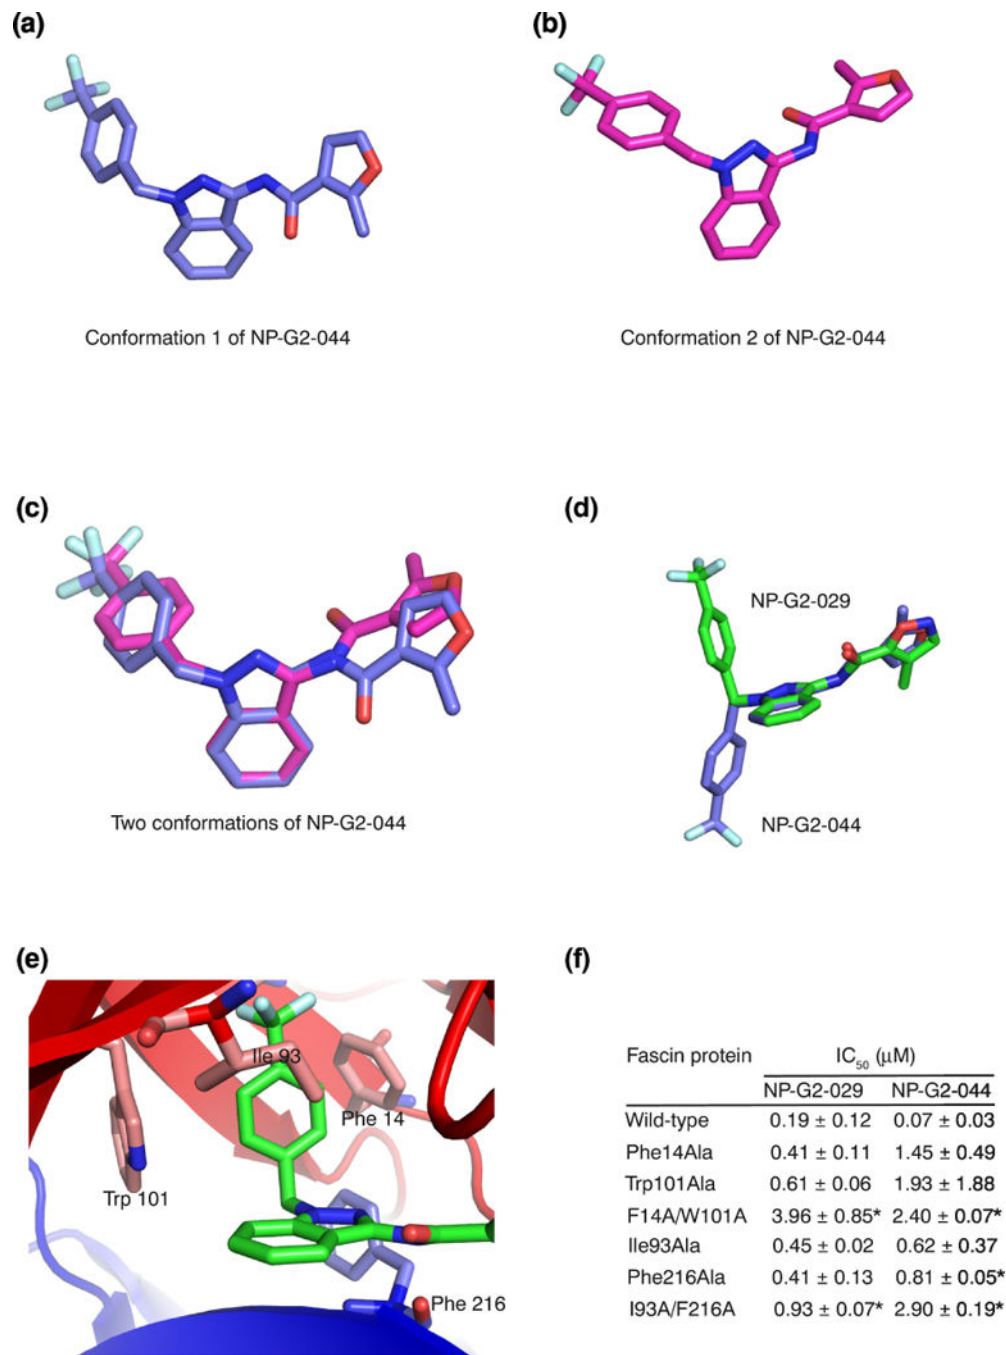 (a)
(b)
Conformation 1 of NP-G2-044
Conformation 2 of NP-G2-044
(c)
(d)
NP-G2-029
NP-G2-044
Two conformations of NP-G2-044
(e)
Ile 93
Phe 14
Trp 101
Phe 216
(f)
Fascin protein IC50 (μM)
NP-G2-029 NP-G2-044
Wild-type 0.19 ± 0.12 0.07 ± 0.03
Phe14Ala 0.41 ± 0.11 1.45 ± 0.49
Trp101Ala 0.61 ± 0.06 1.93 ± 1.88
F14A/W101A 3.96 ± 0.85* 2.40 ± 0.07*
Ile93Ala 0.45 ± 0.02 0.62 ± 0.37
Phe216Ala 0.41 ± 0.13 0.81 ± 0.05*
I93A/F216A 0.93 ± 0.07* 2.90 ± 0.19*